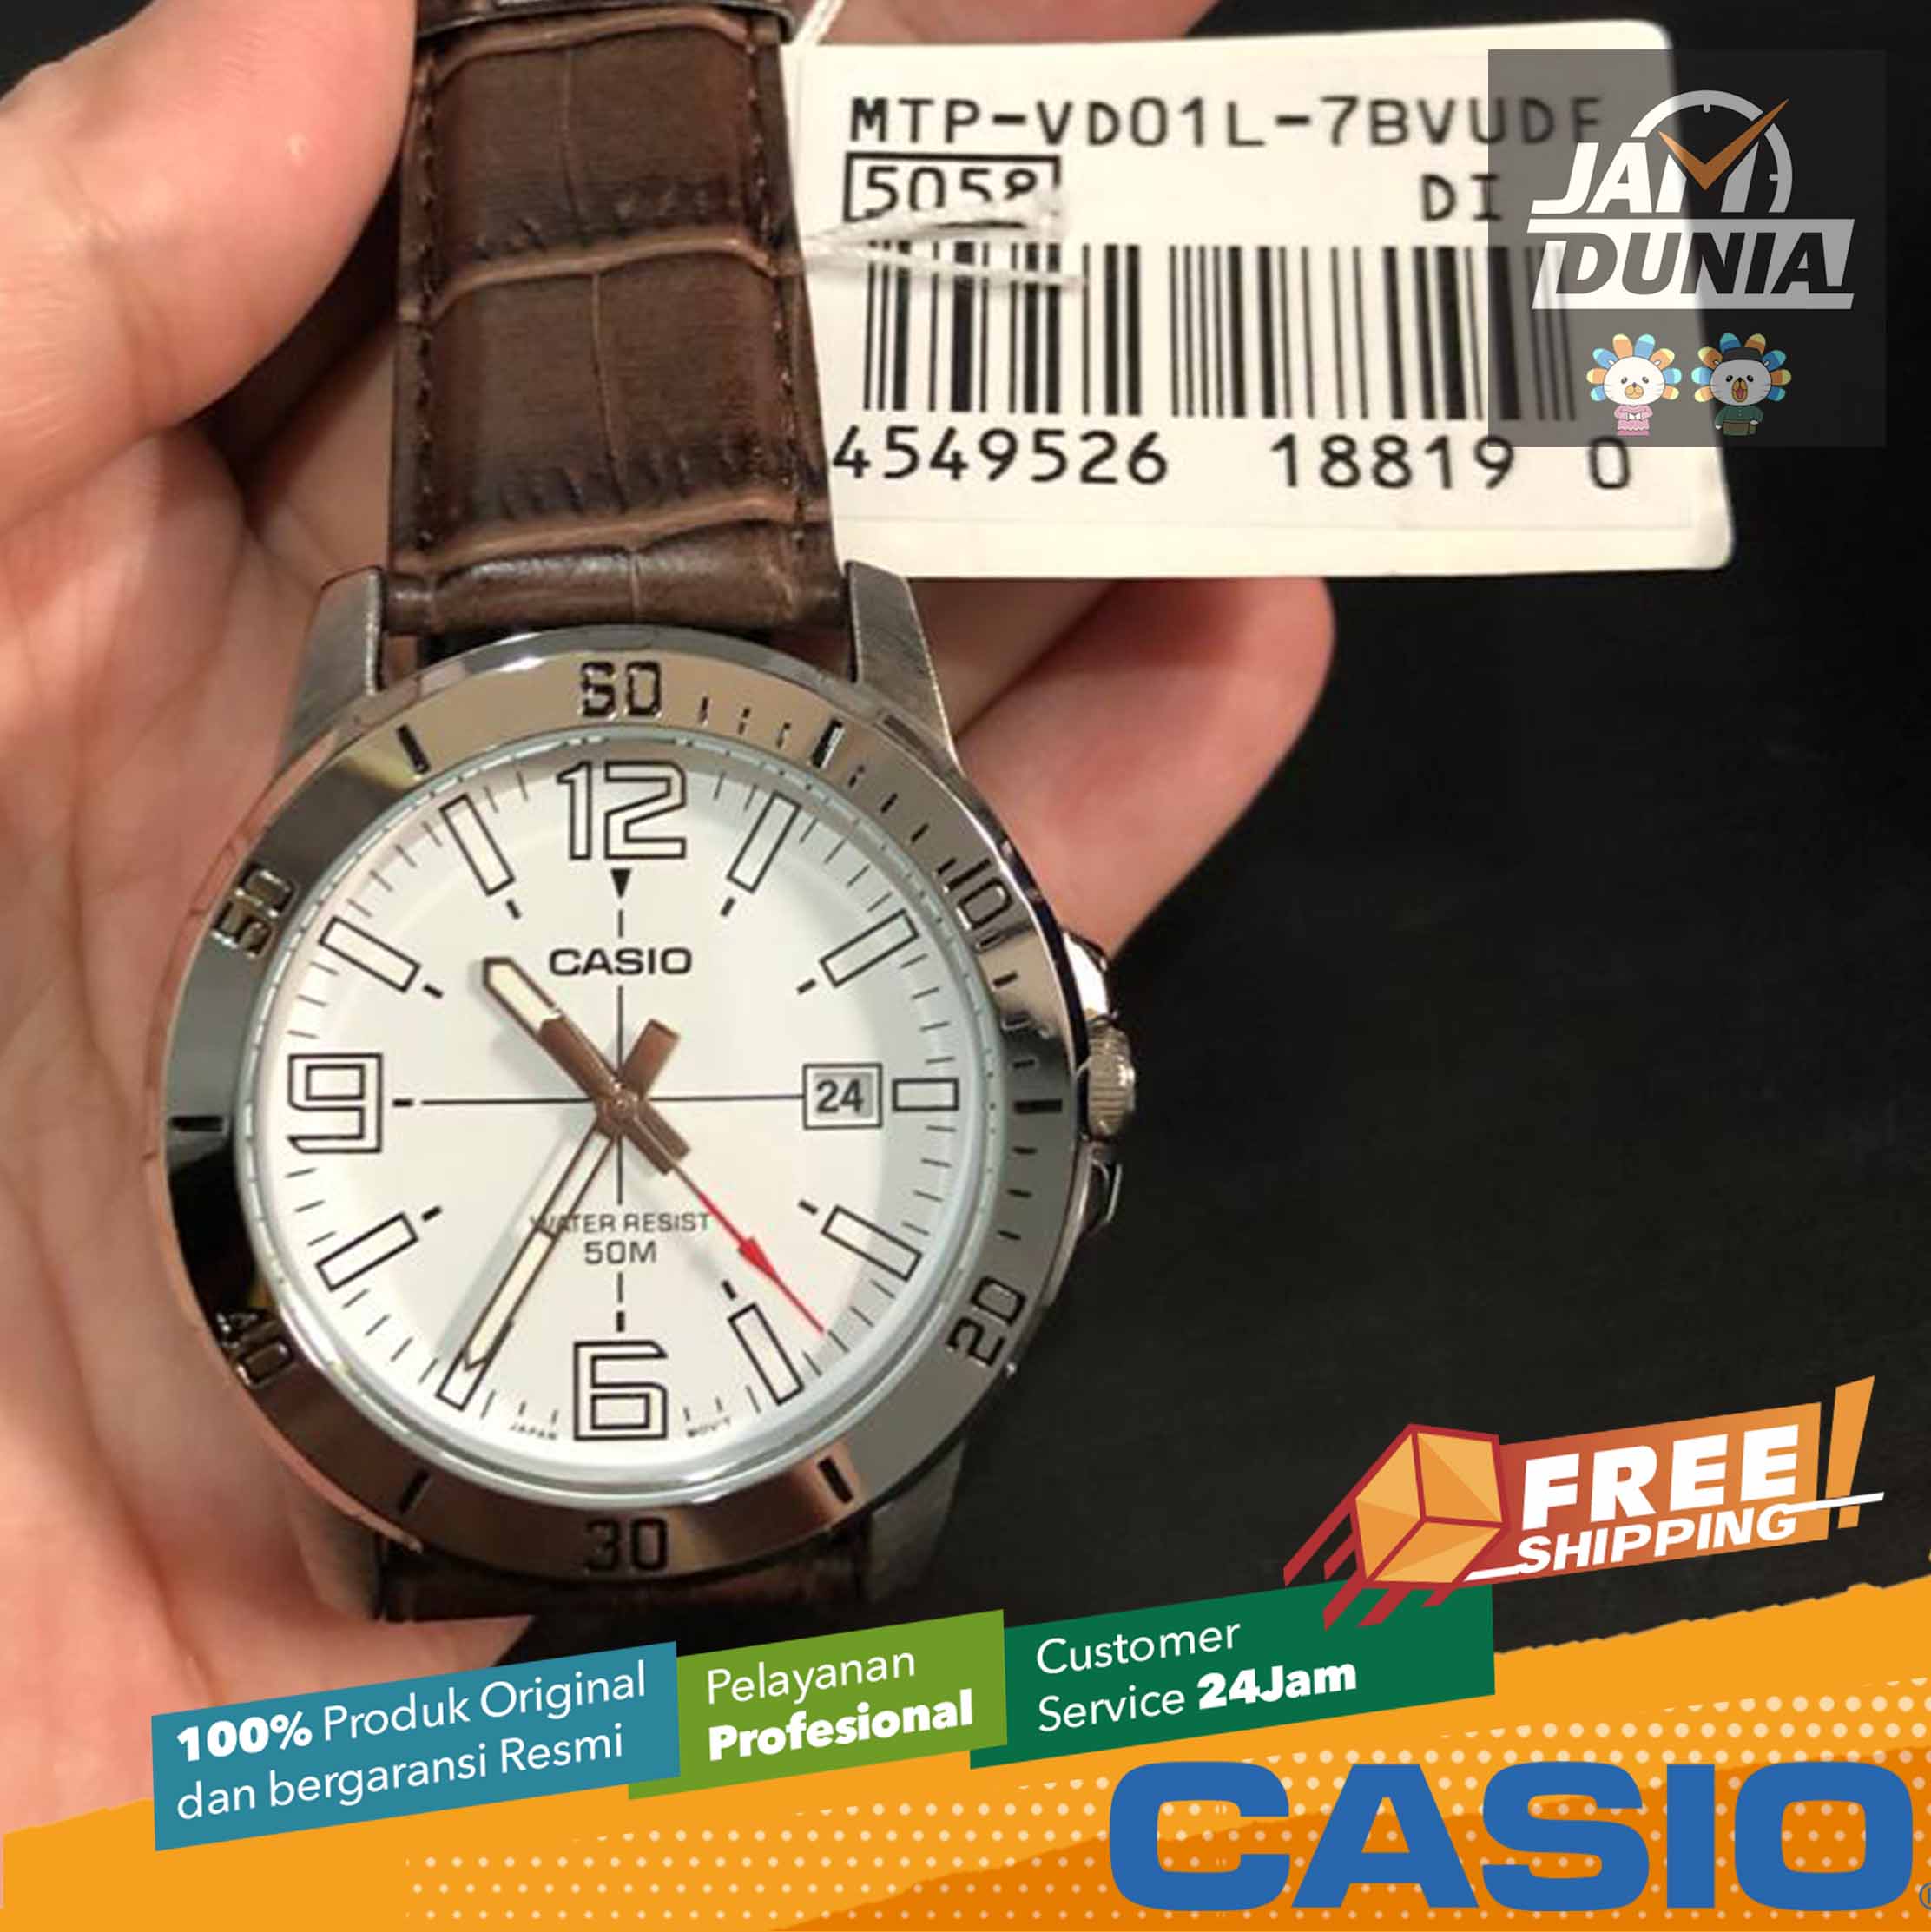 MTP-VD01L-7BVUDF
5058 DI
4549526 18819 0
JAM
DUNIA
60
10
20
30
40
50
12
CASIO
9
24
WATER RESIST
50M
6
JAPAN MOV'T
FREE
SHIPPING!
100% Produk Original
dan bergaransi Resmi
Pelayanan
Profesional
Customer
Service 24Jam
CASIO